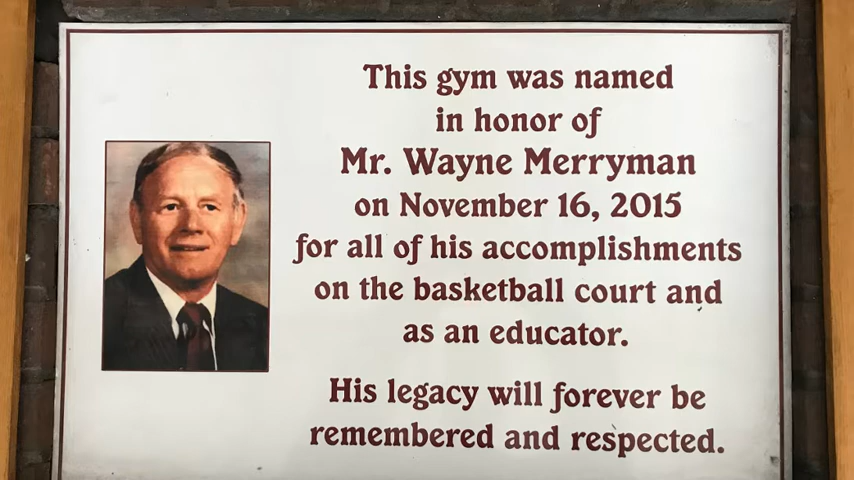 This gym was named
in honor of
Mr. Wayne Merryman
on November 16, 2015
for all of his accomplishments
on the basketball court and
as an educator.
His legacy will forever be
remembered and respected.